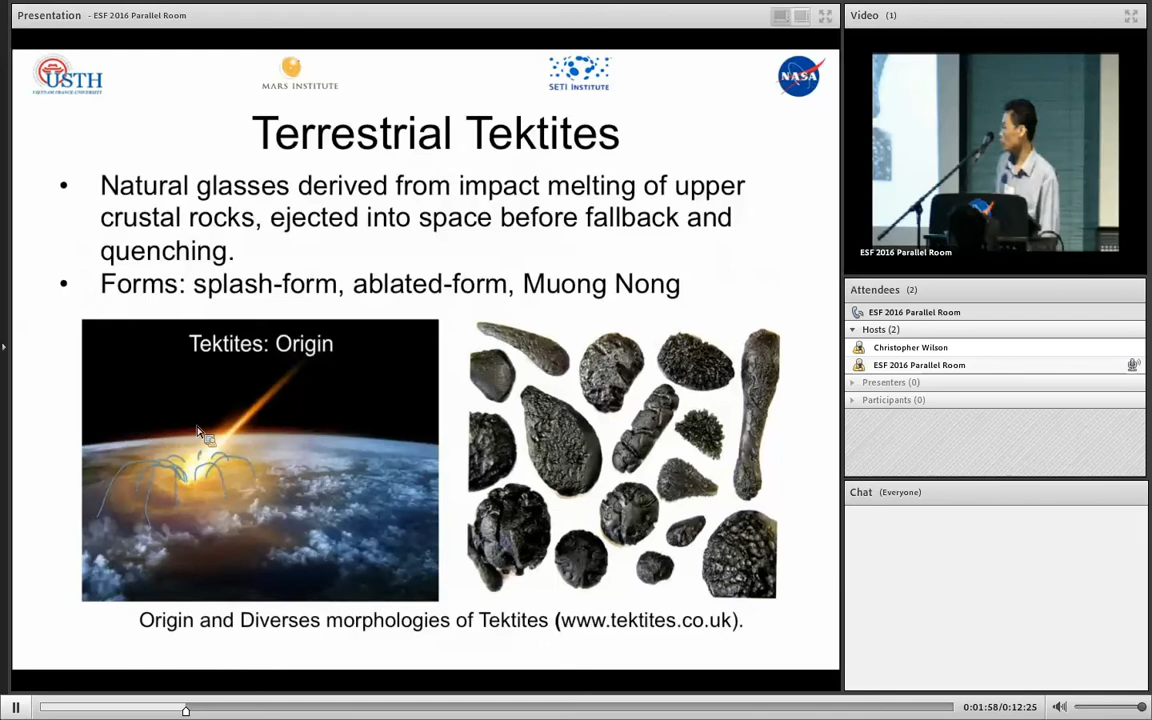 Presentation - ESF 2016 Parallel Room
USTH
VIETNAM FRANCE UNIVERSITY
MARS INSTITUTE
SETI INSTITUTE
NASA
Terrestrial Tektites
• Natural glasses derived from impact melting of upper
crustal rocks, ejected into space before fallback and
quenching.
• Forms: splash-form, ablated-form, Muong Nong
Tektites: Origin
Origin and Diverses morphologies of Tektites (www.tektites.co.uk).
Video (1)
ESF 2016 Parallel Room
Attendees (2)
ESF 2016 Parallel Room
Hosts (2)
Christopher Wilson
ESF 2016 Parallel Room
Presenters (0)
Participants (0)
Chat (Everyone)
0:01:58/0:12:25